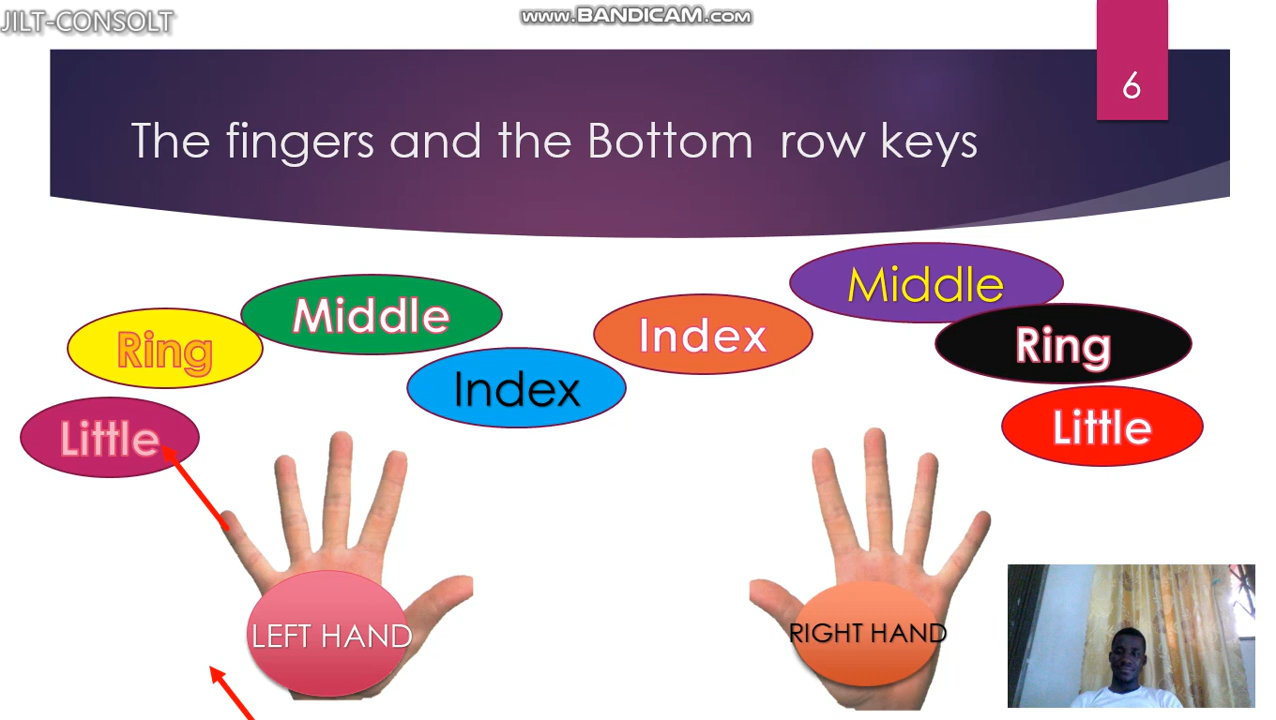 JILT-CONSOLT
www.BANDICAM.com
6
The fingers and the Bottom row keys
Middle
Middle
Index
Ring
Ring
Index
Little
Little
LEFT HAND
RIGHT HAND